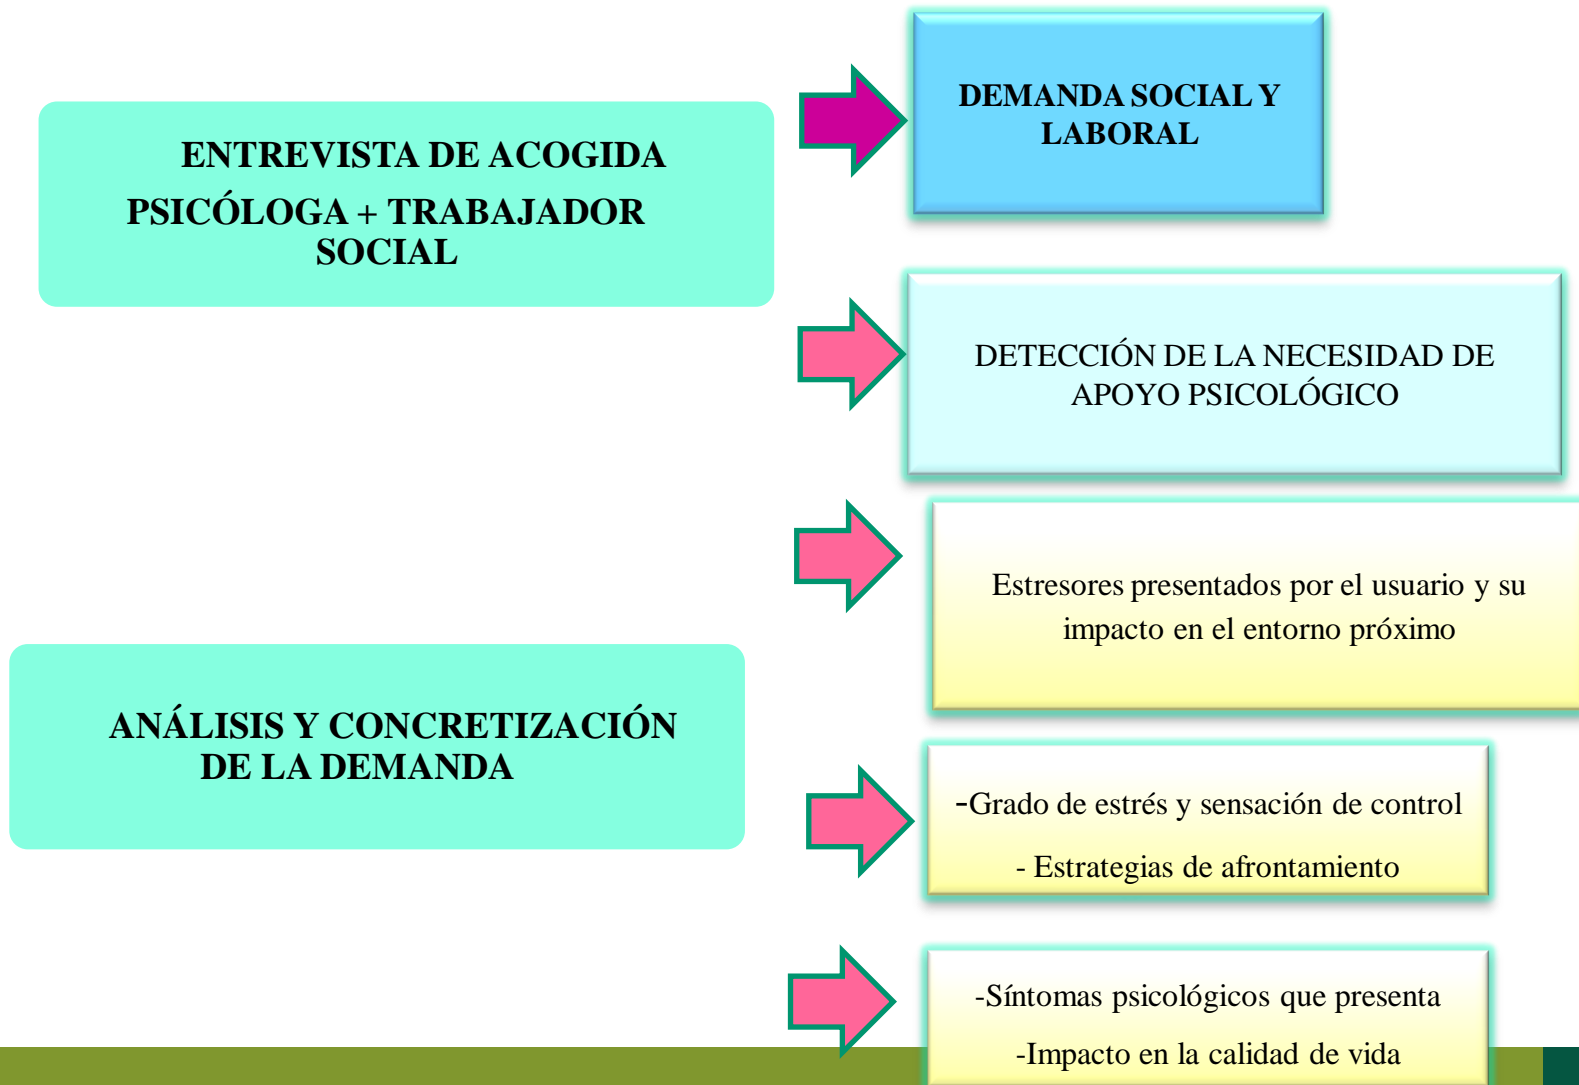 ENTREVISTA DE ACOGIDA
PSICÓLOGA + TRABAJADOR
SOCIAL
DEMANDA SOCIAL Y
LABORAL
DETECCIÓN DE LA NECESIDAD DE
APOYO PSICOLÓGICO
ANÁLISIS Y CONCRETIZACIÓN
DE LA DEMANDA
Estresores presentados por el usuario y su
impacto en el entorno próximo
-Grado de estrés y sensación de control
- Estrategias de afrontamiento
-Síntomas psicológicos que presenta
-Impacto en la calidad de vida